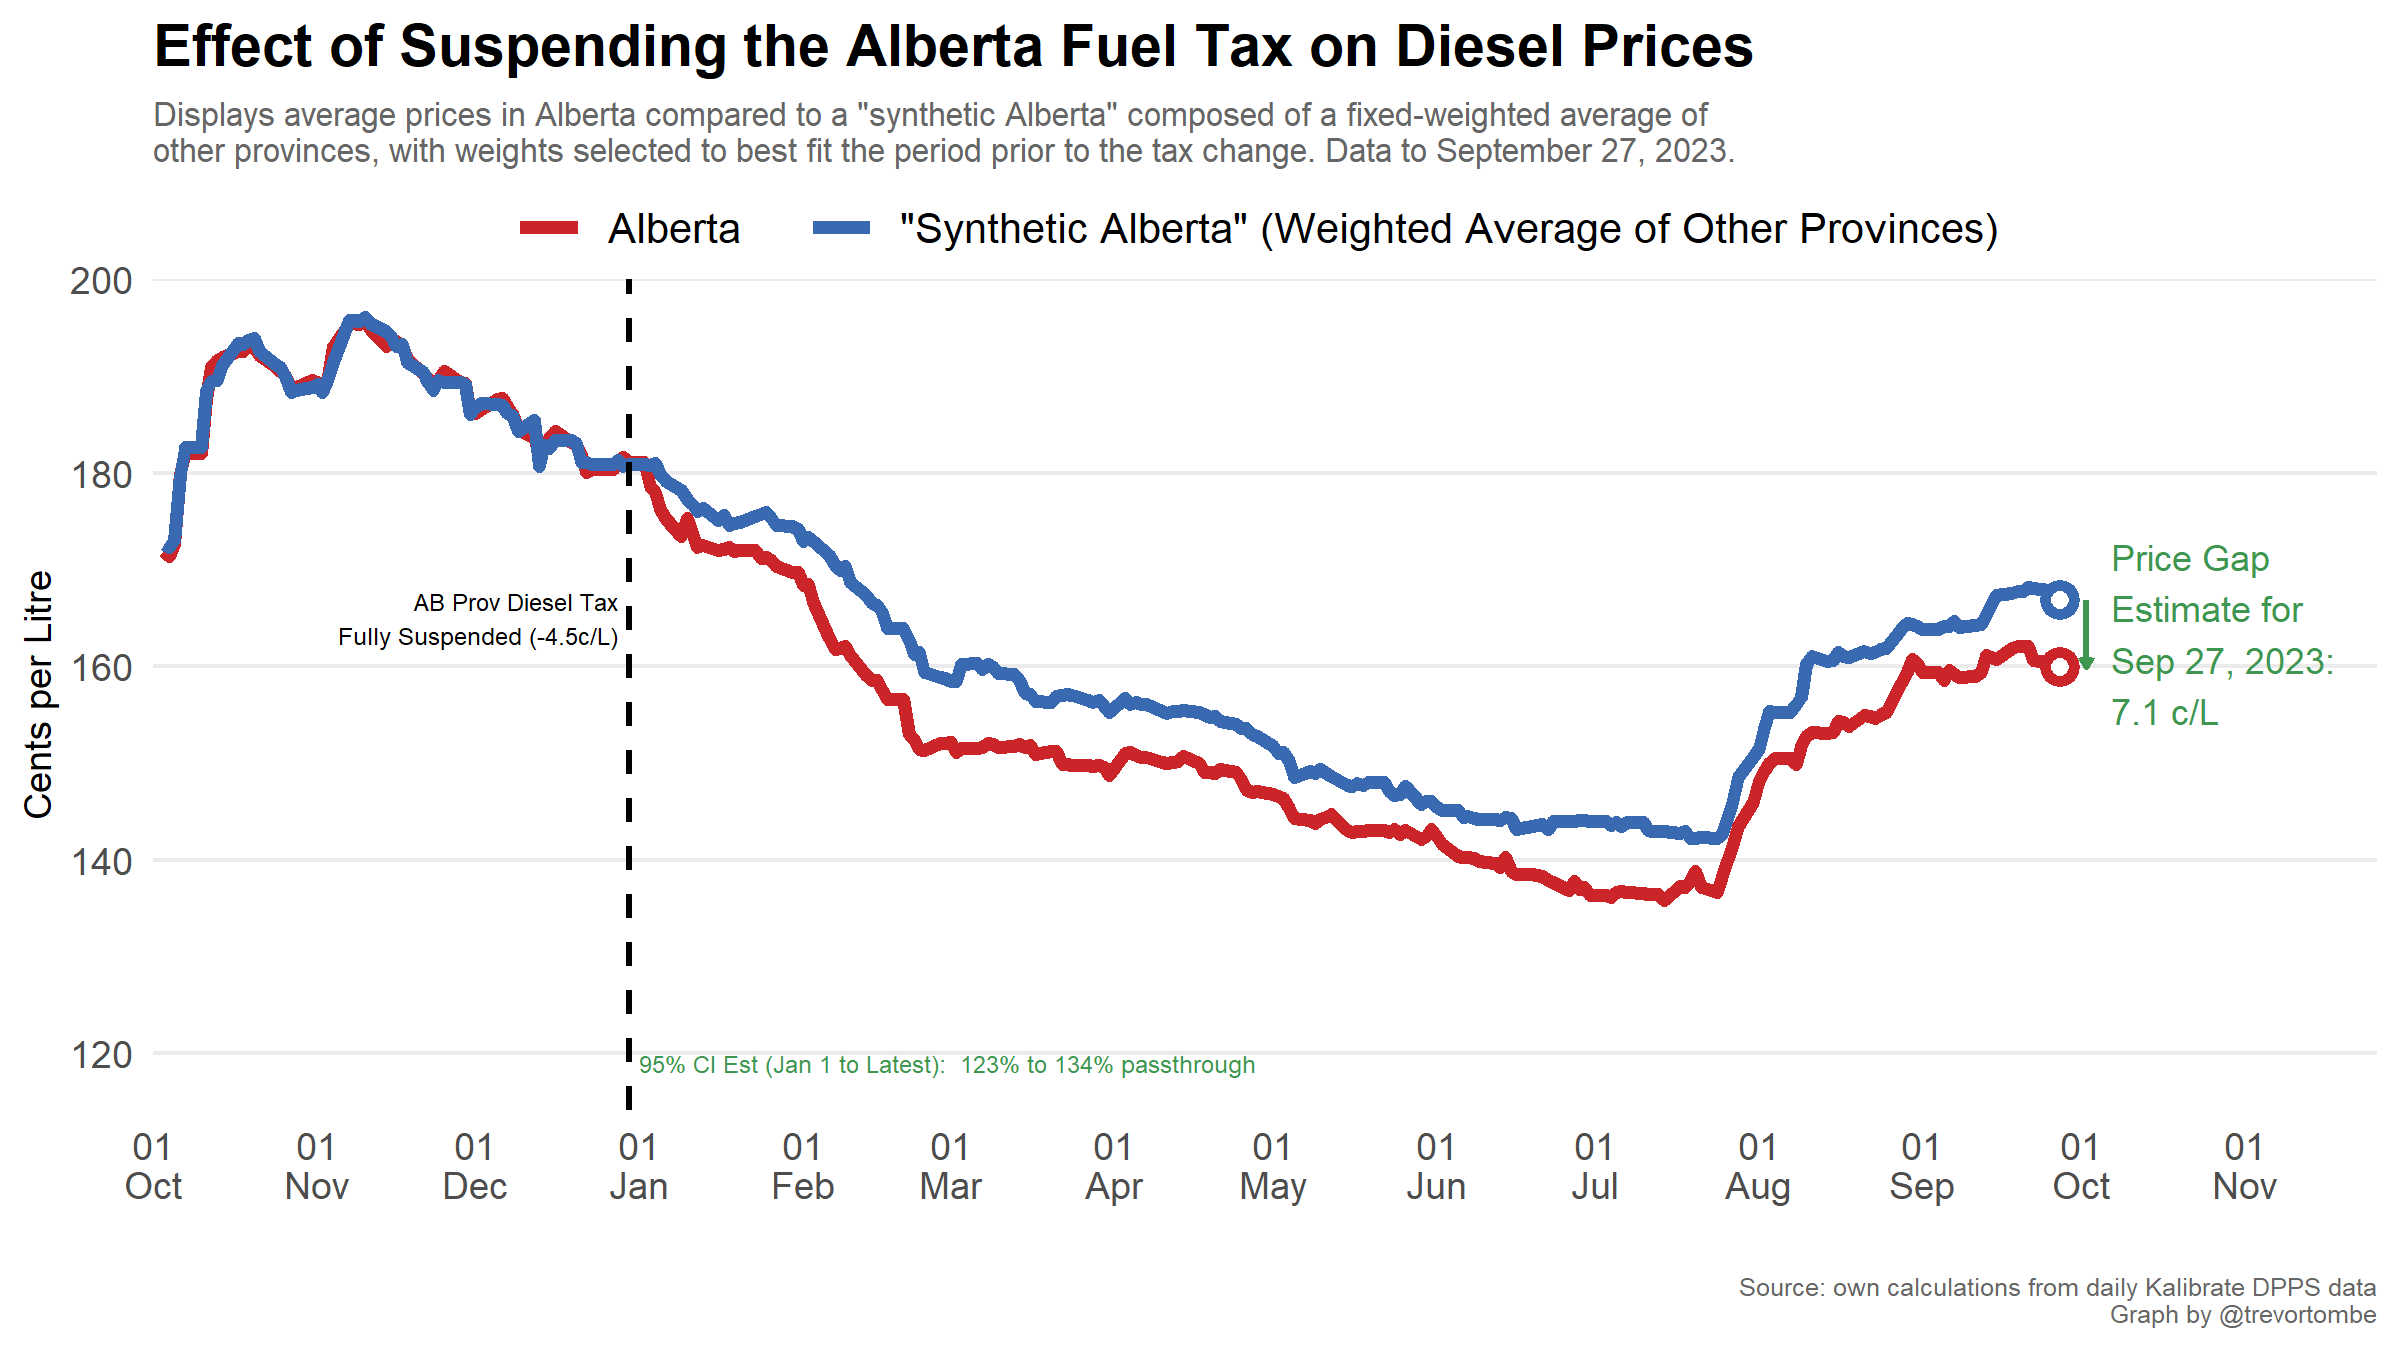 Effect of Suspending the Alberta Fuel Tax on Diesel Prices
Displays average prices in Alberta compared to a "synthetic Alberta" composed of a fixed-weighted average of
other provinces, with weights selected to best fit the period prior to the tax change. Data to September 27, 2023.
Alberta
"Synthetic Alberta" (Weighted Average of Other Provinces)
Cents per Litre
200
180
160
140
120
AB Prov Diesel Tax
Fully Suspended (-4.5c/L)
Price Gap
Estimate for
Sep 27, 2023:
7.1 c/L
95% CI Est (Jan 1 to Latest):  123% to 134% passthrough
01 01 01 01 01 01 01 01 01 01 01 01 01 01
Oct Nov Dec Jan Feb Mar Apr May Jun Jul Aug Sep Oct Nov
Source: own calculations from daily Kalibrate DPPS data
Graph by @trevortombe